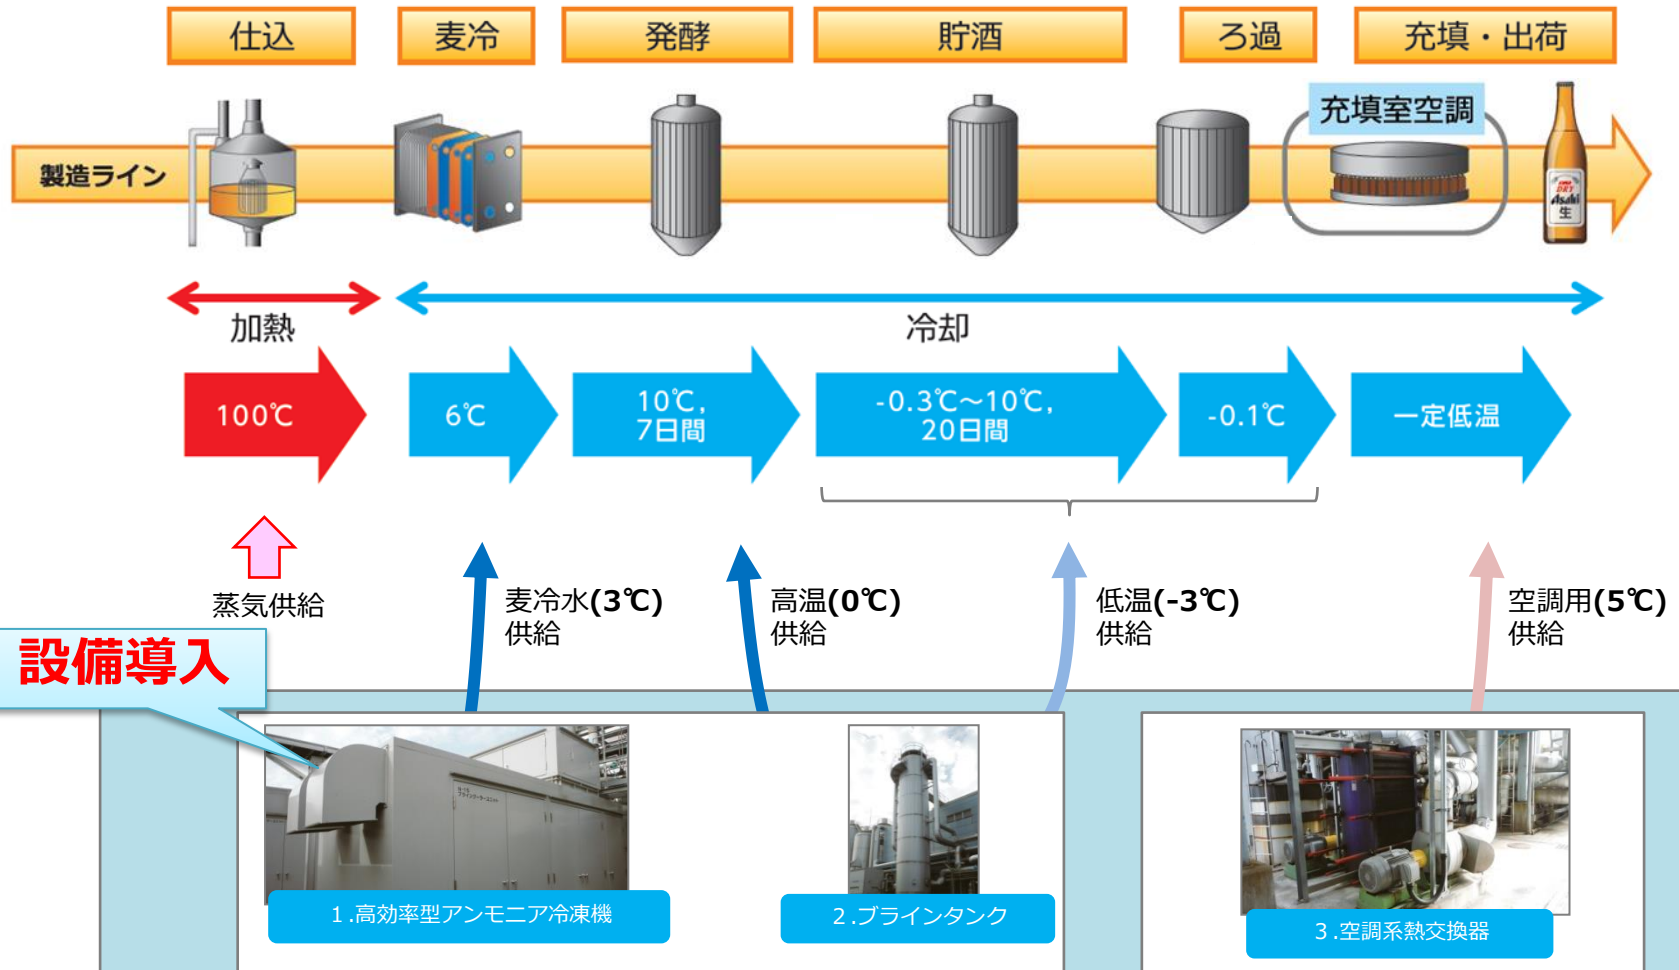 仕込
麦冷
発酵
貯酒
ろ過
充填・出荷
充填室空調
製造ライン
DRY
Asahi
生
加熱
冷却
100℃
6℃
10℃,
7日間
-0.3℃～10℃,
20日間
-0.1℃
一定低温
蒸気供給
麦冷水(3℃)
供給
高温(0℃)
供給
低温(-3℃)
供給
空調用(5℃)
供給
設備導入
1.高効率型アンモニア冷凍機
2.ブラインタンク
3.空調系熱交換器